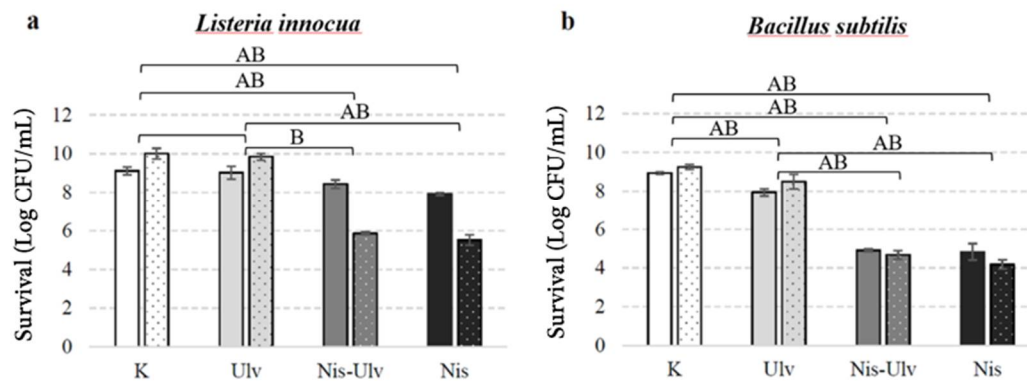 a
Listeria innocua
AB
AB
AB
B
Survival (Log CFU/mL)
12
10
8
6
4
2
0
K
Ulv
Nis-Ulv
Nis
b
Bacillus subtilis
AB
AB
AB
AB
AB
Survival (Log CFU/mL)
12
10
8
6
4
2
0
K
Ulv
Nis-Ulv
Nis